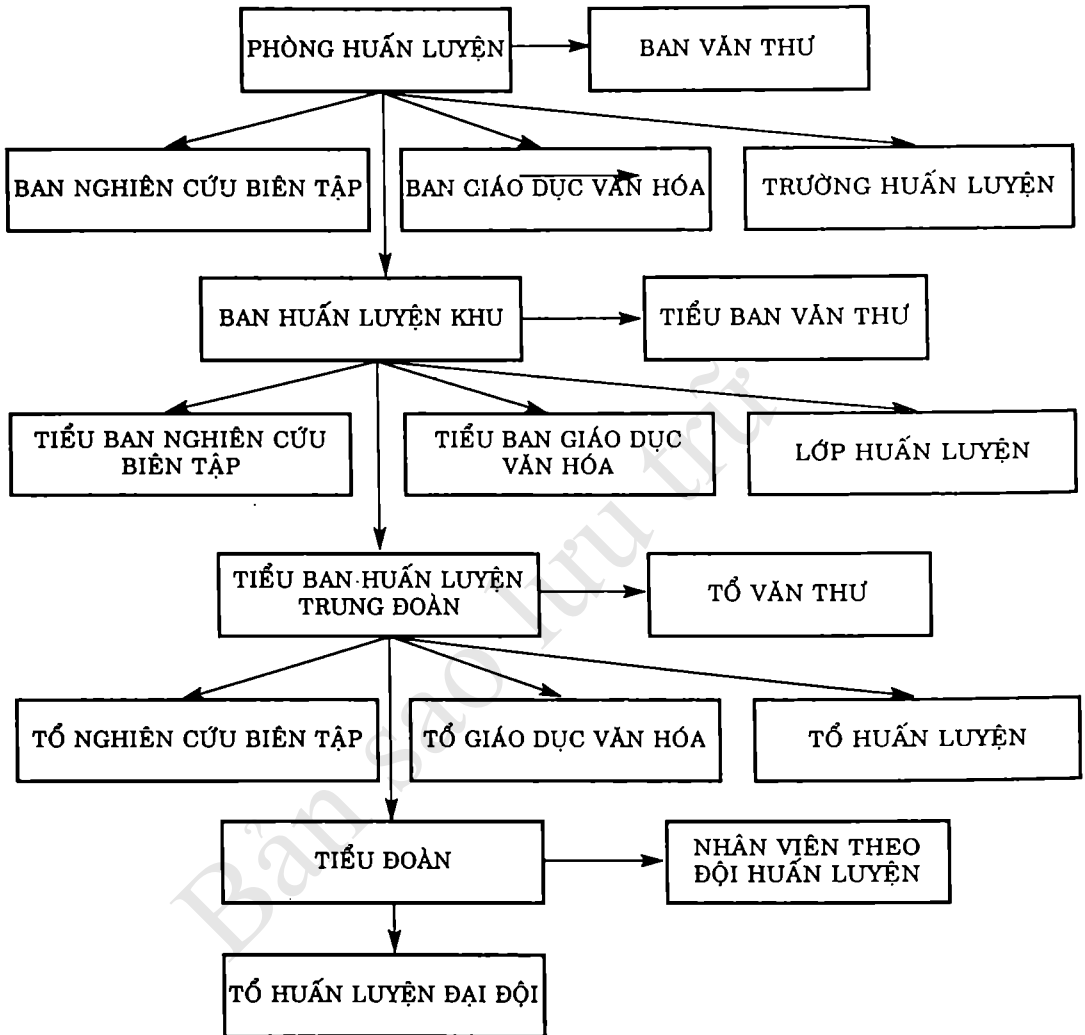 PHÒNG HUẤN LUYỆN
BAN VĂN THƯ
BAN NGHIÊN CỨU BIÊN TẬP
BAN GIÁO DỤC VĂN HÓA
TRƯỜNG HUẤN LUYỆN
BAN HUẤN LUYỆN KHU
TIỂU BAN VĂN THƯ
TIỂU BAN NGHIÊN CỨU
BIÊN TẬP
TIỂU BAN GIÁO DỤC
VĂN HÓA
LỚP HUẤN LUYỆN
TIỂU BAN HUẤN LUYỆN
TRUNG ĐOÀN
TỔ VĂN THƯ
TỔ NGHIÊN CỨU BIÊN TẬP
TỔ GIÁO DỤC VĂN HÓA
TỔ HUẤN LUYỆN
TIỂU ĐOÀN
NHÂN VIÊN THEO
ĐỘI HUẤN LUYỆN
TỔ HUẤN LUYỆN ĐẠI ĐỘI
Bản sao lưu trữ